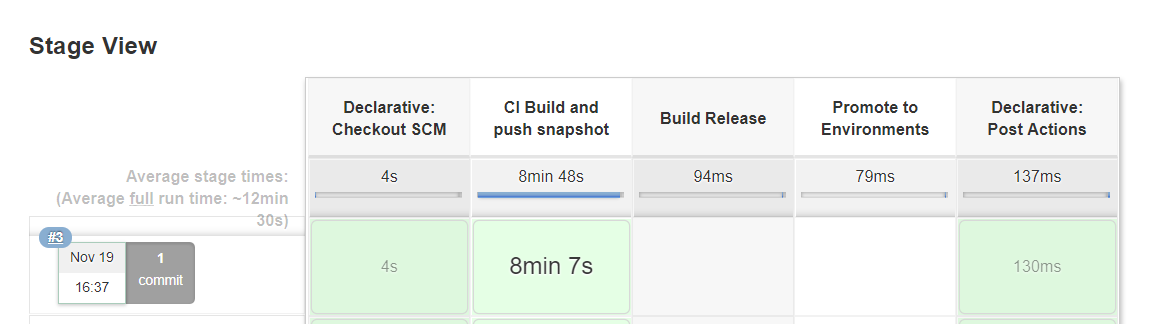 Stage View
Declarative:
Checkout SCM
CI Build and
push snapshot
Build Release
Promote to
Environments
Declarative:
Post Actions
Average stage times:
(Average full run time: ~12min
30s)
4s
8min 48s
94ms
79ms
137ms
#3
Nov 19
16:37
1
commit
4s
8min 7s
130ms